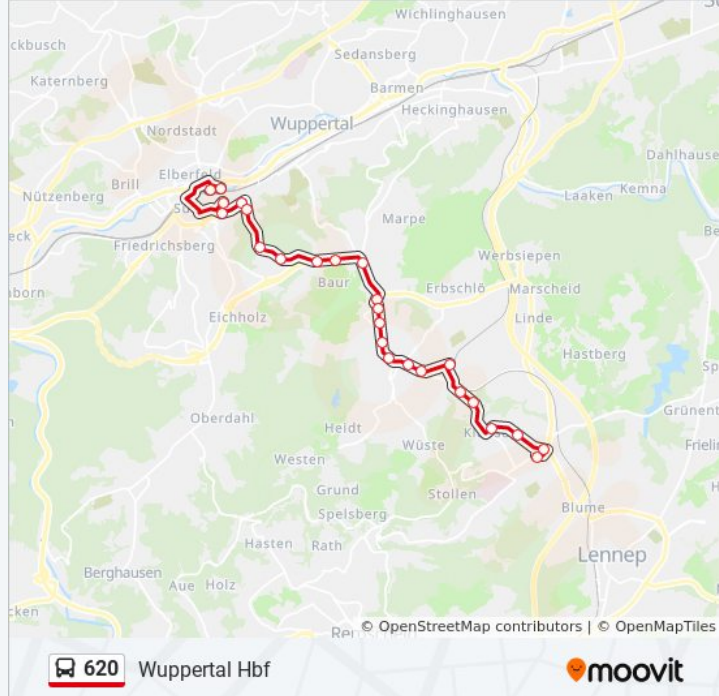 Wichlinghausen
ckbusch
Sedansberg
Katernberg
Barmen
Heckinghausen
Nordstadt
Wuppertal
Dahlhause
Elberfeld
Brill
Nützenberg
Laaken
Kemna
eck
Marpe
Friedrichsberg
Werbsiepen
Baur
Erbschlö
Marscheid
born
Eichholz
Linde
Hastberg
Oberdahl
Grünent
Heidt
Wüste
Frielin
Westen
Grund
Stollen
Spelsberg
Blume
Hasten
Rath
Lennep
Berghausen
Aue
Holz
cken
© OpenStreetMap contributors | © OpenMapTiles
620 Wuppertal Hbf
moovit